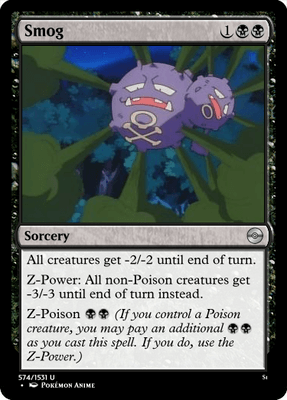 Smog 1
Sorcery
All creatures get -2/-2 until end of turn.
Z-Power: All non-Poison creatures get
-3/-3 until end of turn instead.
Z-Poison (If you control a Poison
creature, you may pay an additional
as you cast this spell. If you do, use
the Z-Power.)
574/1531 U
Pokémon Anime